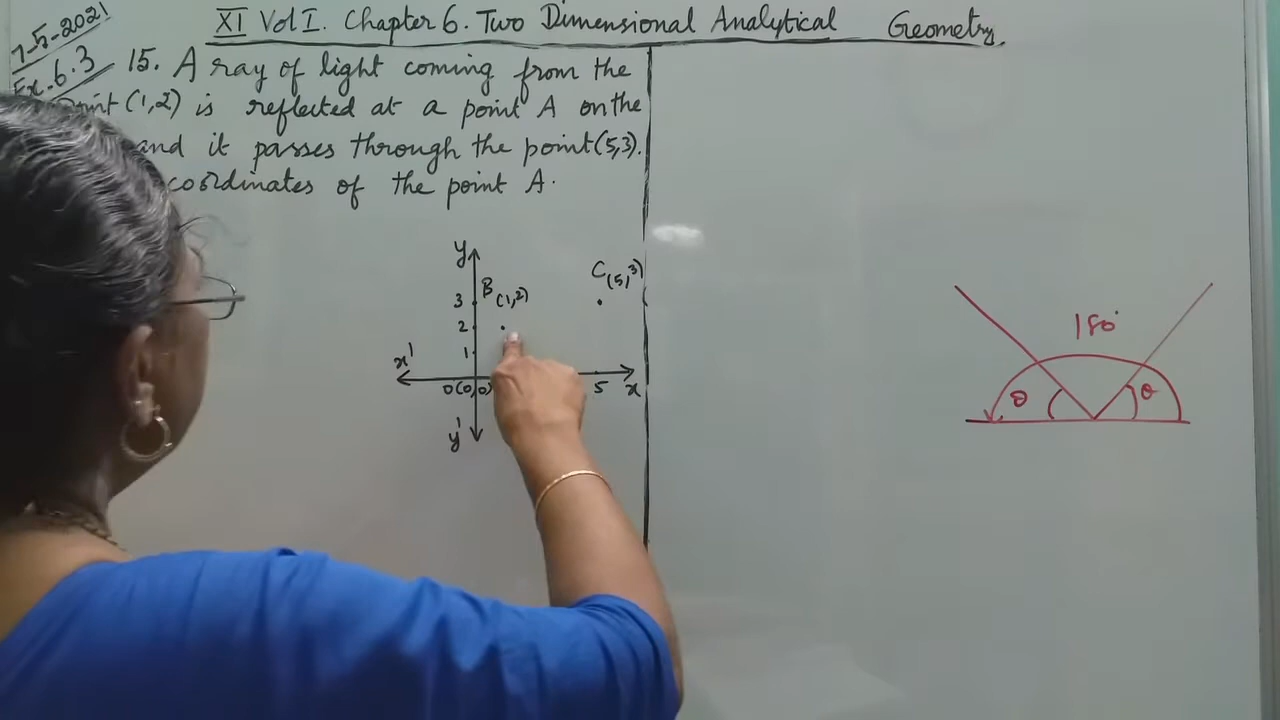 XI Vol I. Chapter 6. Two Dimensional Analytical Geometry.
7-5-2021
Ex. 6.3
15. A ray of light coming from the
point (1,2) is reflected at a point A on the
and it passes through the point (5,3).
coordinates of the point A.
y
B (1,2)
C (5,3)
3
2
1
x'
0(0,0)
5
x
y'
180°
θ
θ